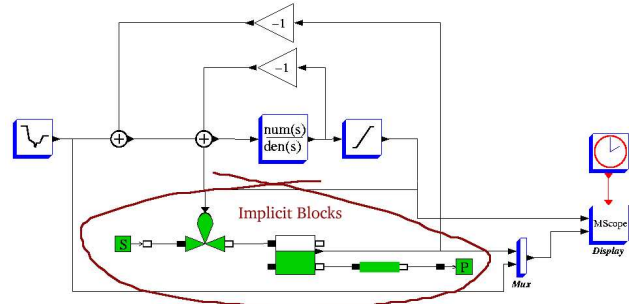 -1
-1
num(s)
den(s)
Implicit Blocks
S
P
MScope
Display
Mux